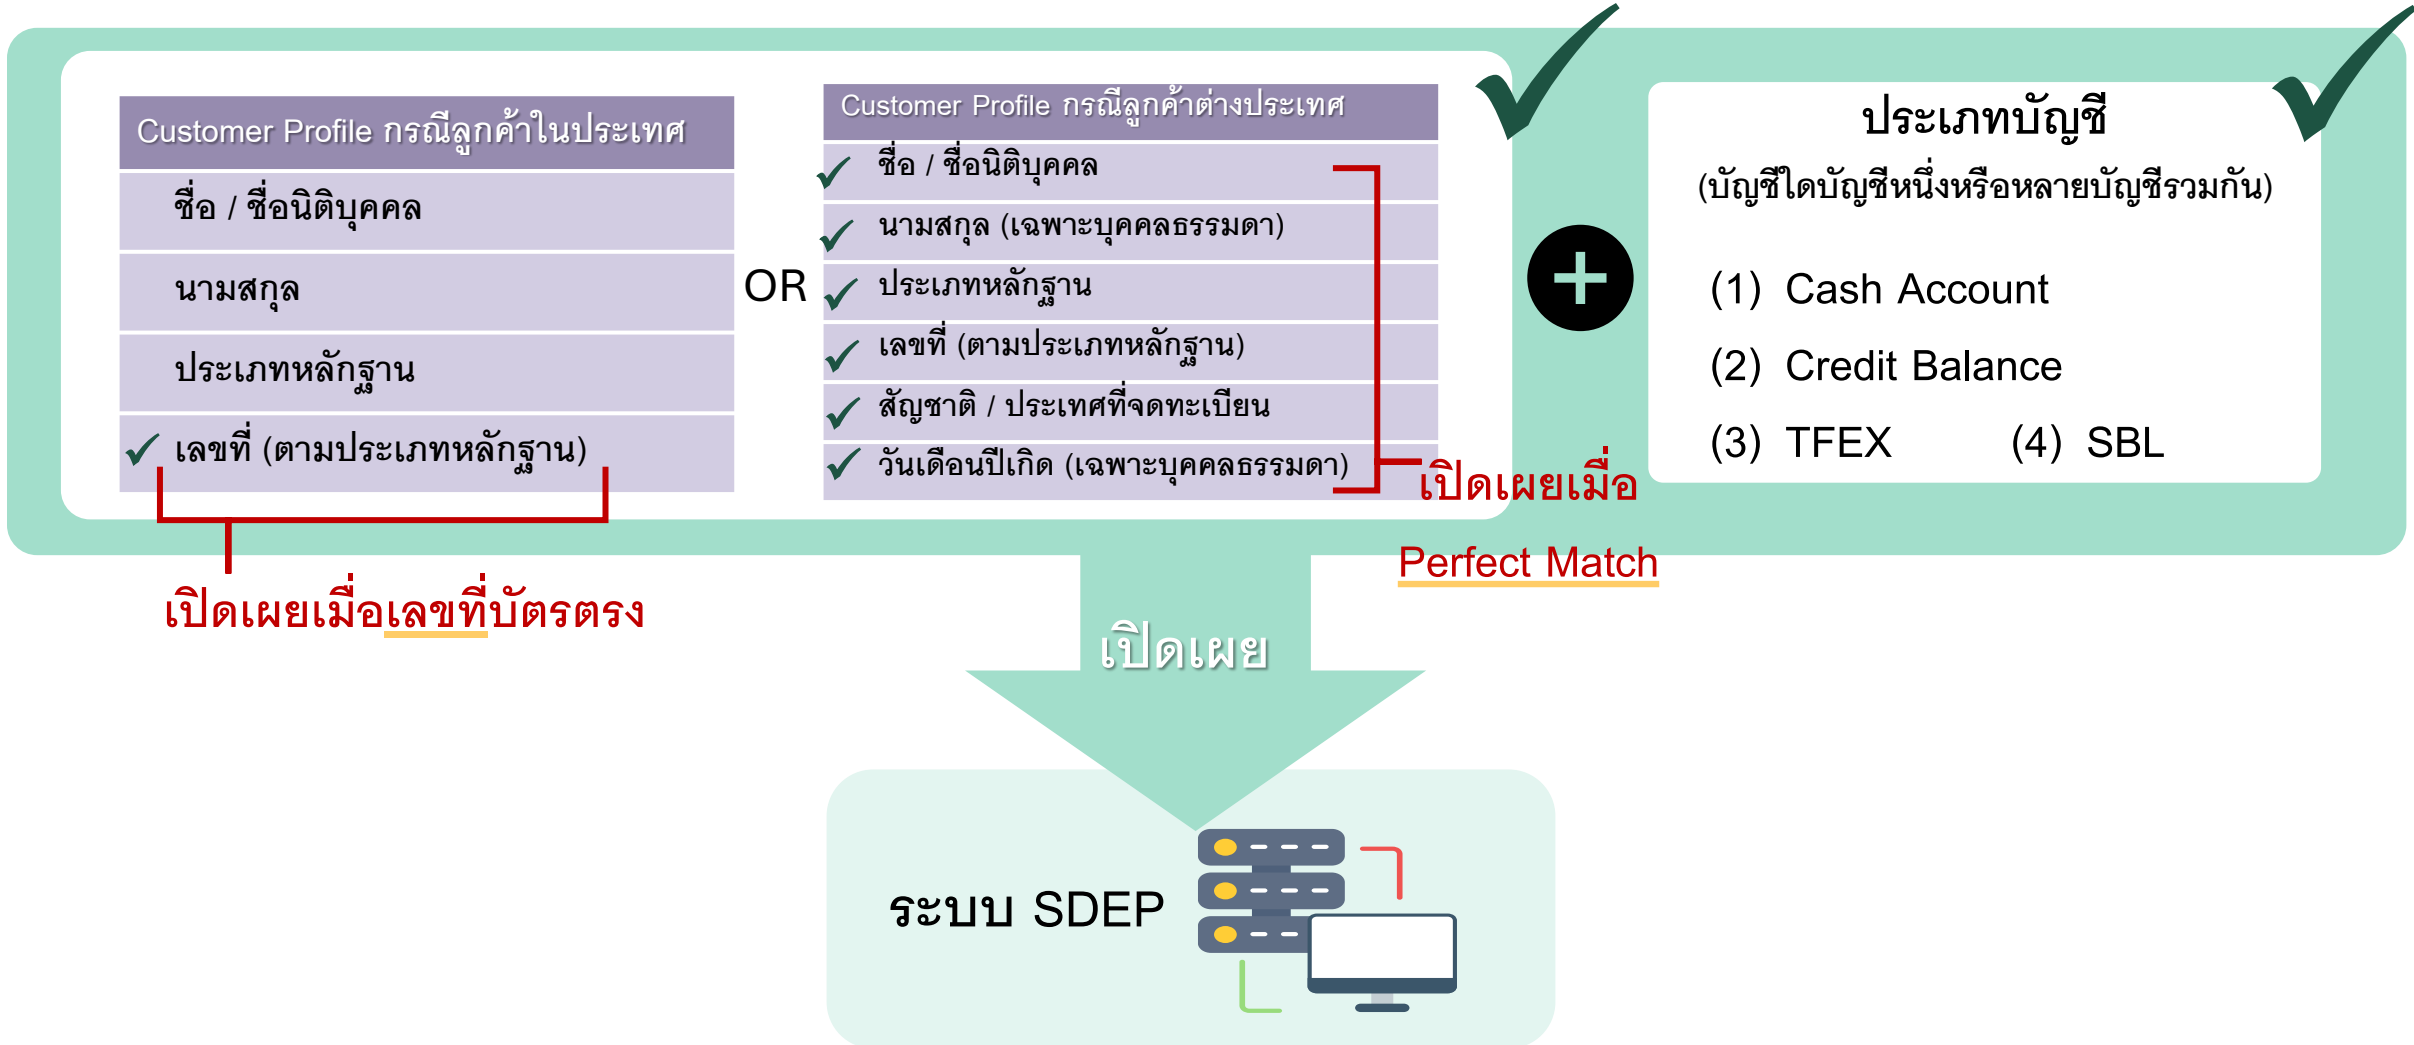 Customer Profile กรณีลูกค้าในประเทศ
ชื่อ / ชื่อนิติบุคคล
นามสกุล
ประเภทหลักฐาน
เลขที่ (ตามประเภทหลักฐาน)
เปิดเผยเมื่อเลขที่บัตรตรง
OR
Customer Profile กรณีลูกค้าต่างประเทศ
ชื่อ / ชื่อนิติบุคคล
นามสกุล (เฉพาะบุคคลธรรมดา)
ประเภทหลักฐาน
เลขที่ (ตามประเภทหลักฐาน)
สัญชาติ / ประเทศที่จดทะเบียน
วันเดือนปีเกิด (เฉพาะบุคคลธรรมดา)
เปิดเผยเมื่อ
Perfect Match
ประเภทบัญชี
(บัญชีใดบัญชีหนึ่งหรือหลายบัญชีรวมกัน)
(1) Cash Account
(2) Credit Balance
(3) TFEX (4) SBL
เปิดเผย
ระบบ SDEP